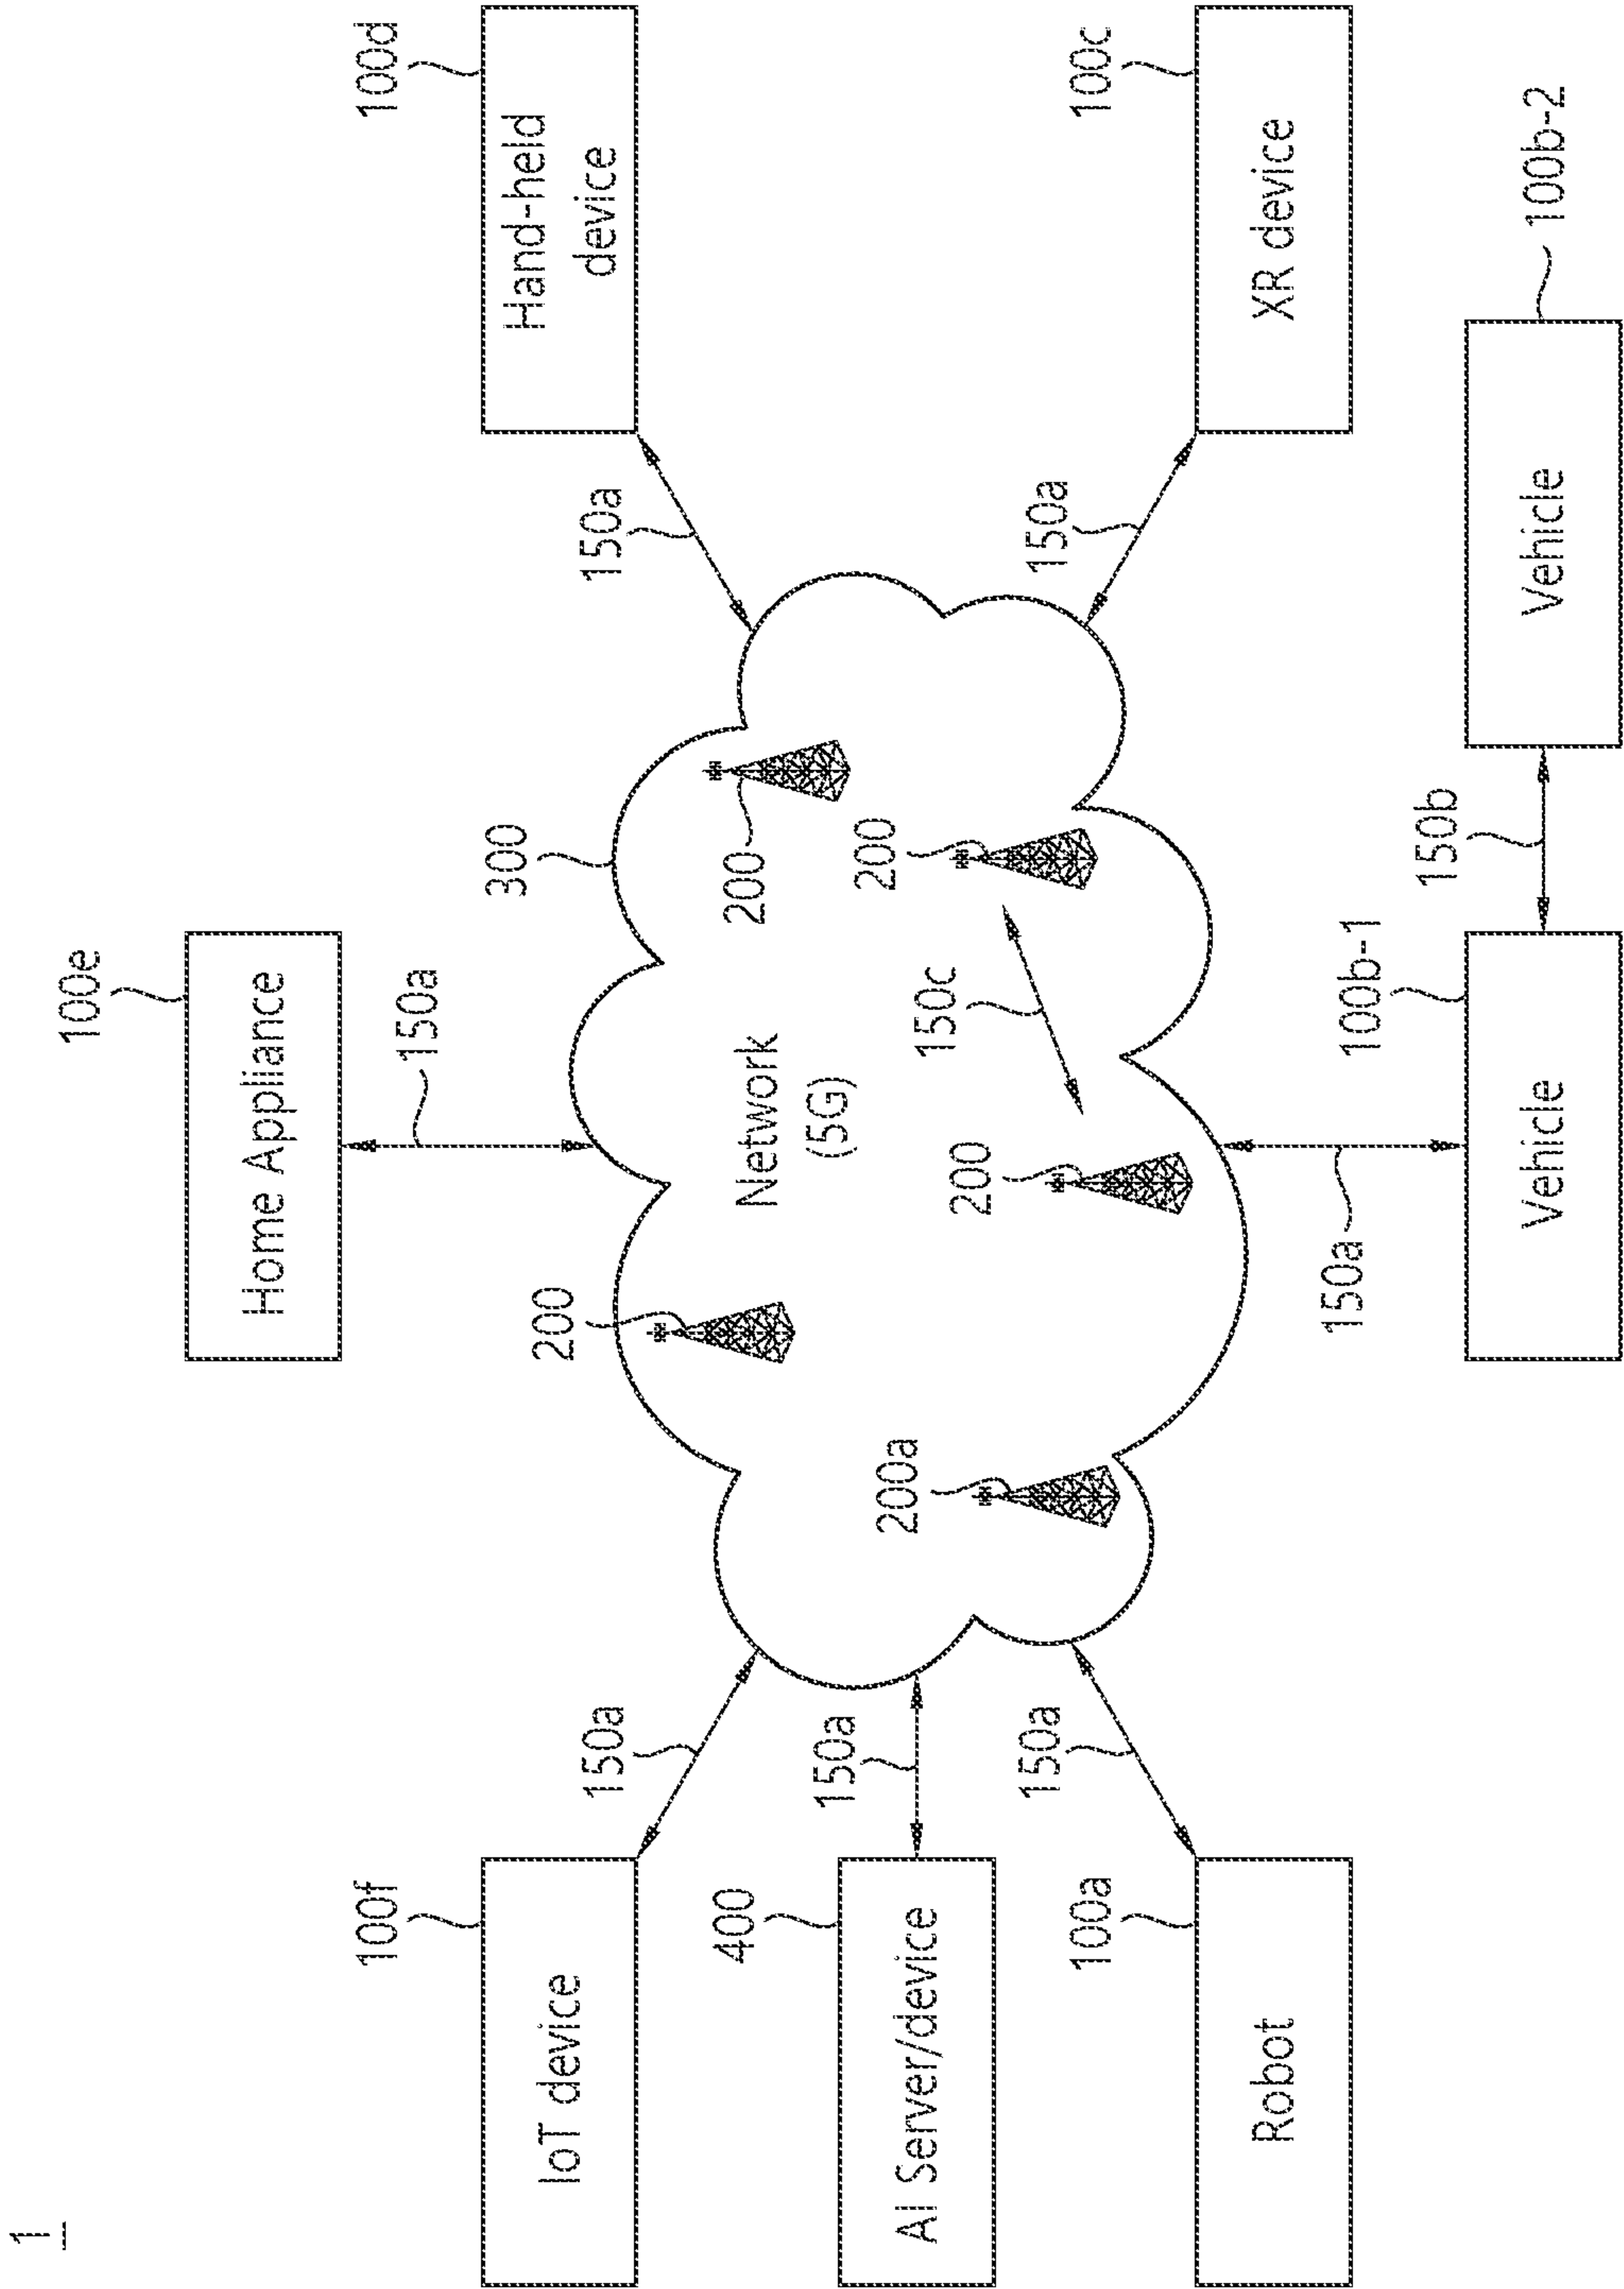 1
100e
Home Appliance
150a
100f
IoT device
150a
300
100d
Hand-held
device
150a
200
Network
(5G)
200
400
AI Server/device
150a
200a
200
150c
200
100a
Robot
150a
100c
XR device
150a
150a
100b-1
Vehicle
150b
Vehicle
100b-2